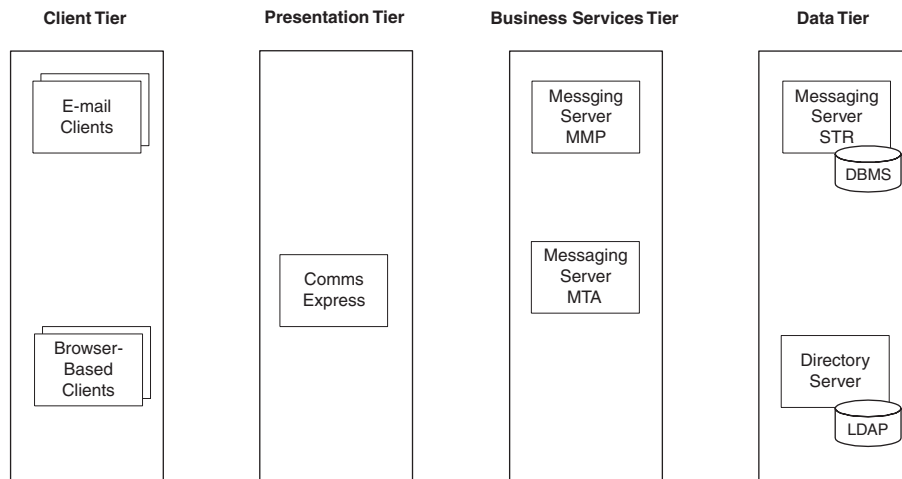 Client Tier
Presentation Tier
Business Services Tier
Data Tier
E-mail
Clients
Browser-
Based
Clients
Comms
Express
Messging
Server
MMP
Messaging
Server
MTA
Messaging
Server
STR
DBMS
Directory
Server
LDAP